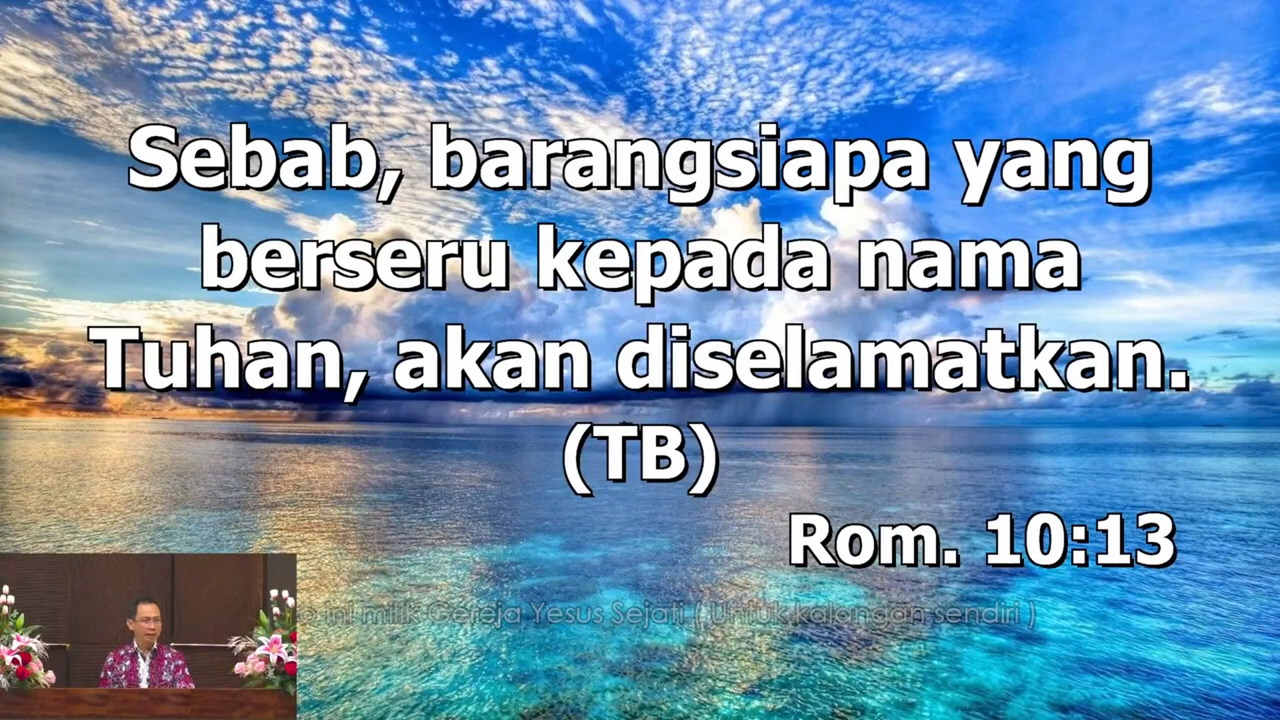 Sebab, barangsiapa yang
berseru kepada nama
Tuhan, akan diselamatkan.
(TB)
Rom. 10:13
ini milik Gereja Yesus Sejati ( Untuk kalangan sendiri )